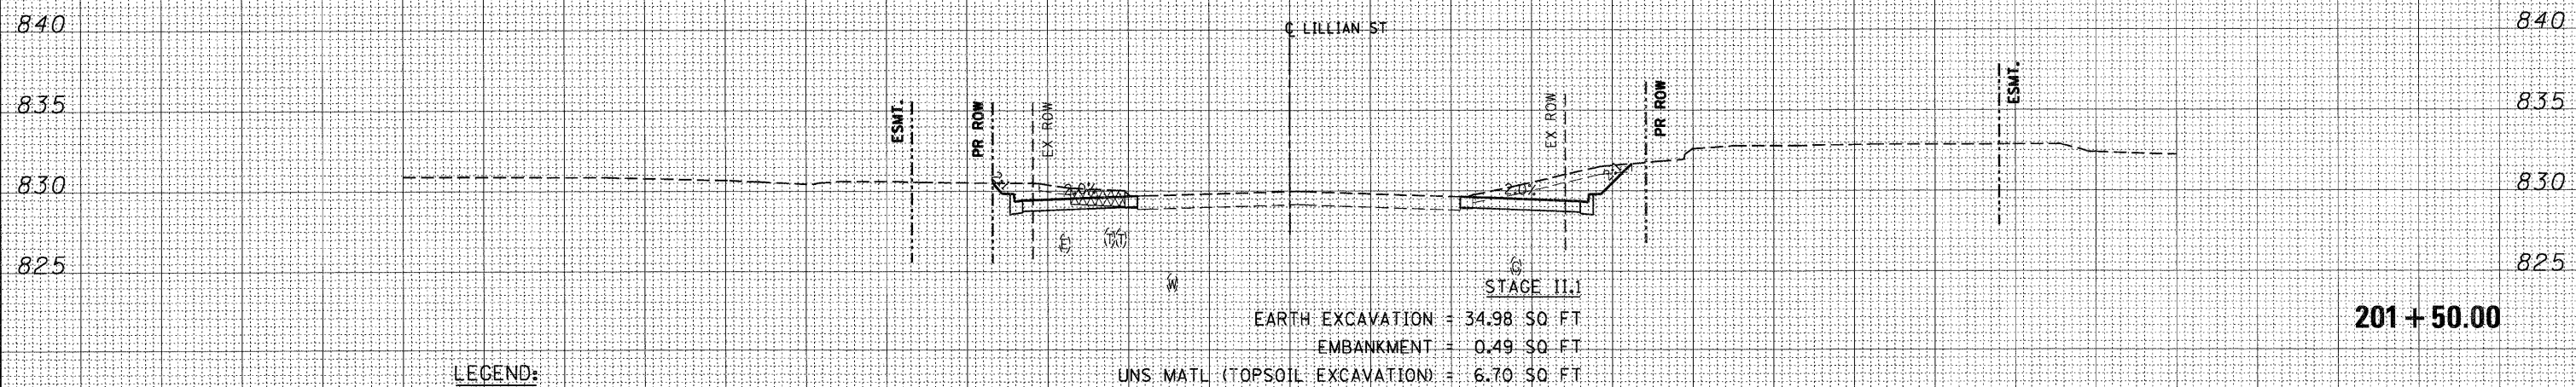 840
840
℄ LILLIAN ST
835
835
ESMT.
PR ROW
EX ROW
EX ROW
PR ROW
ESMT.
830
830
2.0%
2.0%
825
825
E
T T
W
G
STAGE II.1
EARTH EXCAVATION = 34.98 SQ FT
EMBANKMENT = 0.49 SQ FT
UNS MATL (TOPSOIL EXCAVATION) = 6.70 SQ FT
201+50.00
LEGEND: